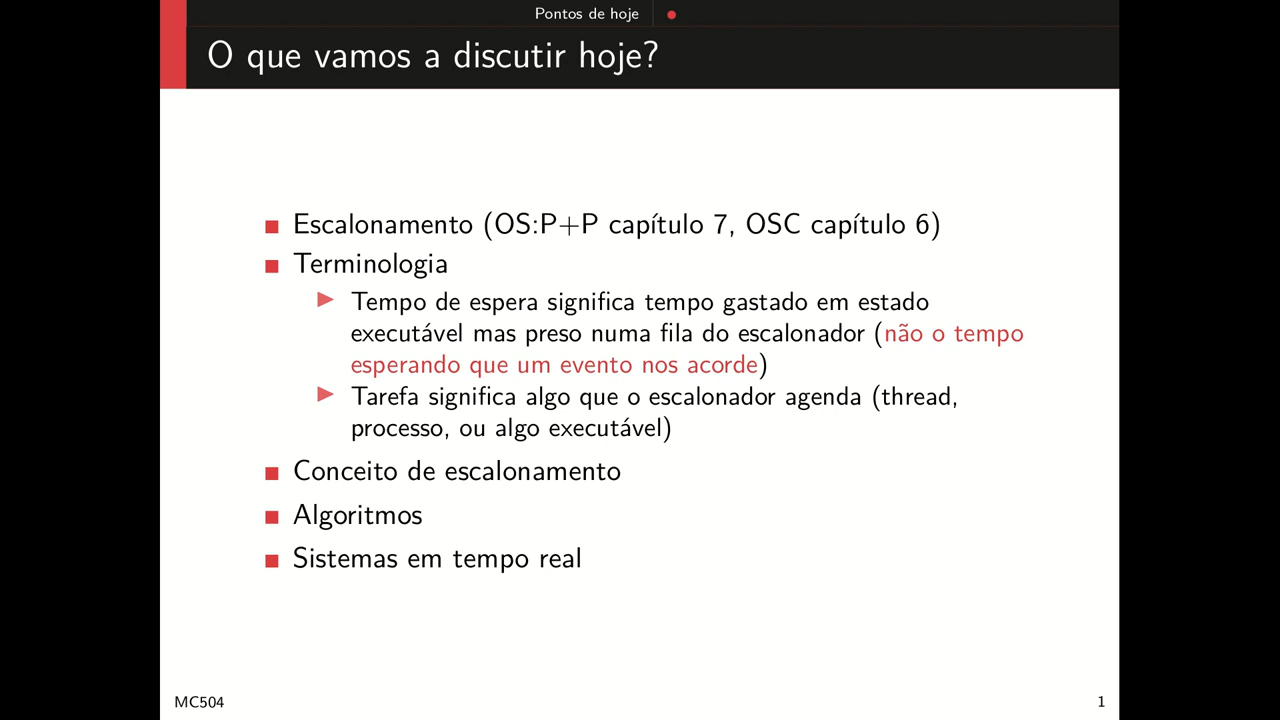 Pontos de hoje
O que vamos a discutir hoje?
Escalonamento (OS:P+P capítulo 7, OSC capítulo 6)
Terminologia
Tempo de espera significa tempo gastado em estado
executável mas preso numa fila do escalonador (não o tempo
esperando que um evento nos acorde)
Tarefa significa algo que o escalonador agenda (thread,
processo, ou algo executável)
Conceito de escalonamento
Algoritmos
Sistemas em tempo real
MC504
1